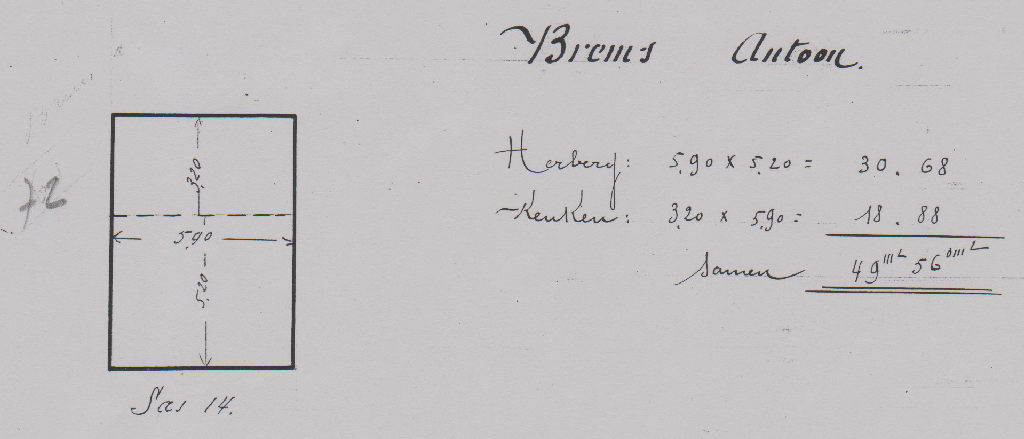 Brems Antoon.
Herberg: 5,90 x 5,20 = 30.68
Keuken: 3,20 x 5,90 = 18.88
Samen 49m² 56dm²
3,20
5,90
5,20
72
Sas 14.